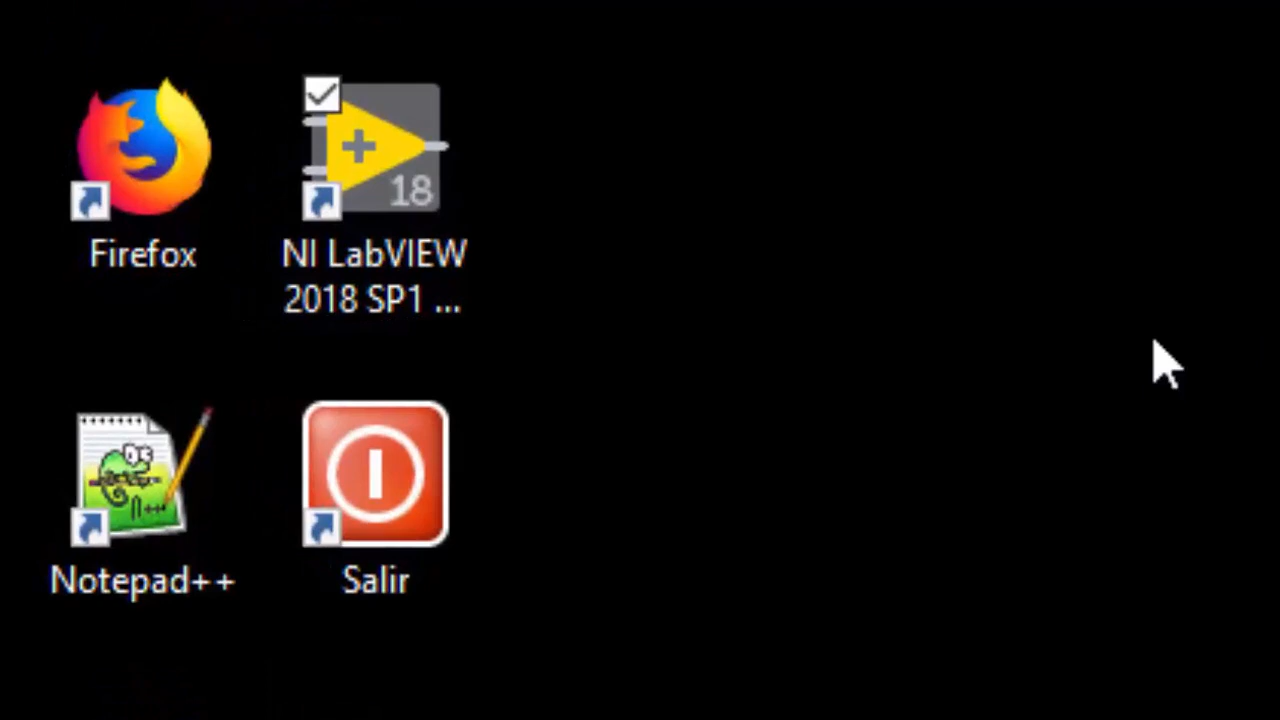 Firefox
18
NI LabVIEW
2018 SP1 ...
Notepad++
Salir